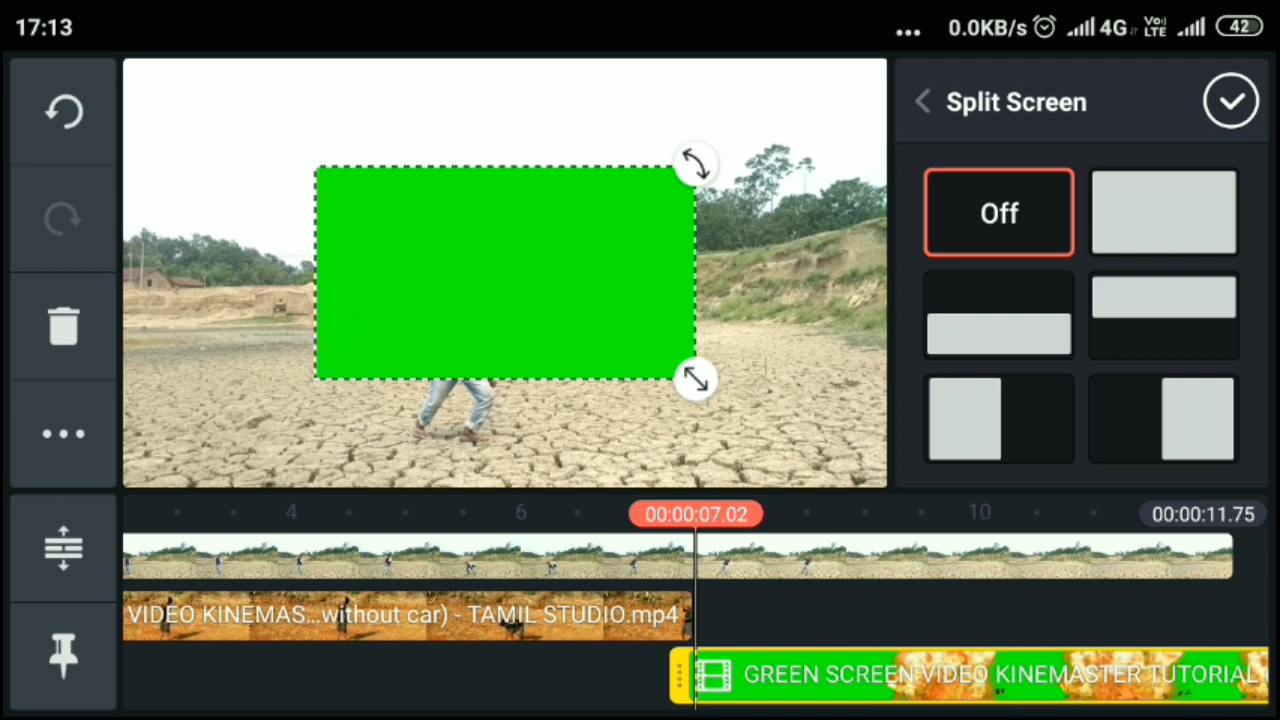 17:13
... 0.0KB/s 4G Vo) LTE 42
Split Screen
Off
4 6 00:00:07.02 10 00:00:11.75
VIDEO KINEMAS...without car) - TAMIL STUDIO.mp4
GREEN SCREEN VIDEO KINEMASTER TUTORIAL